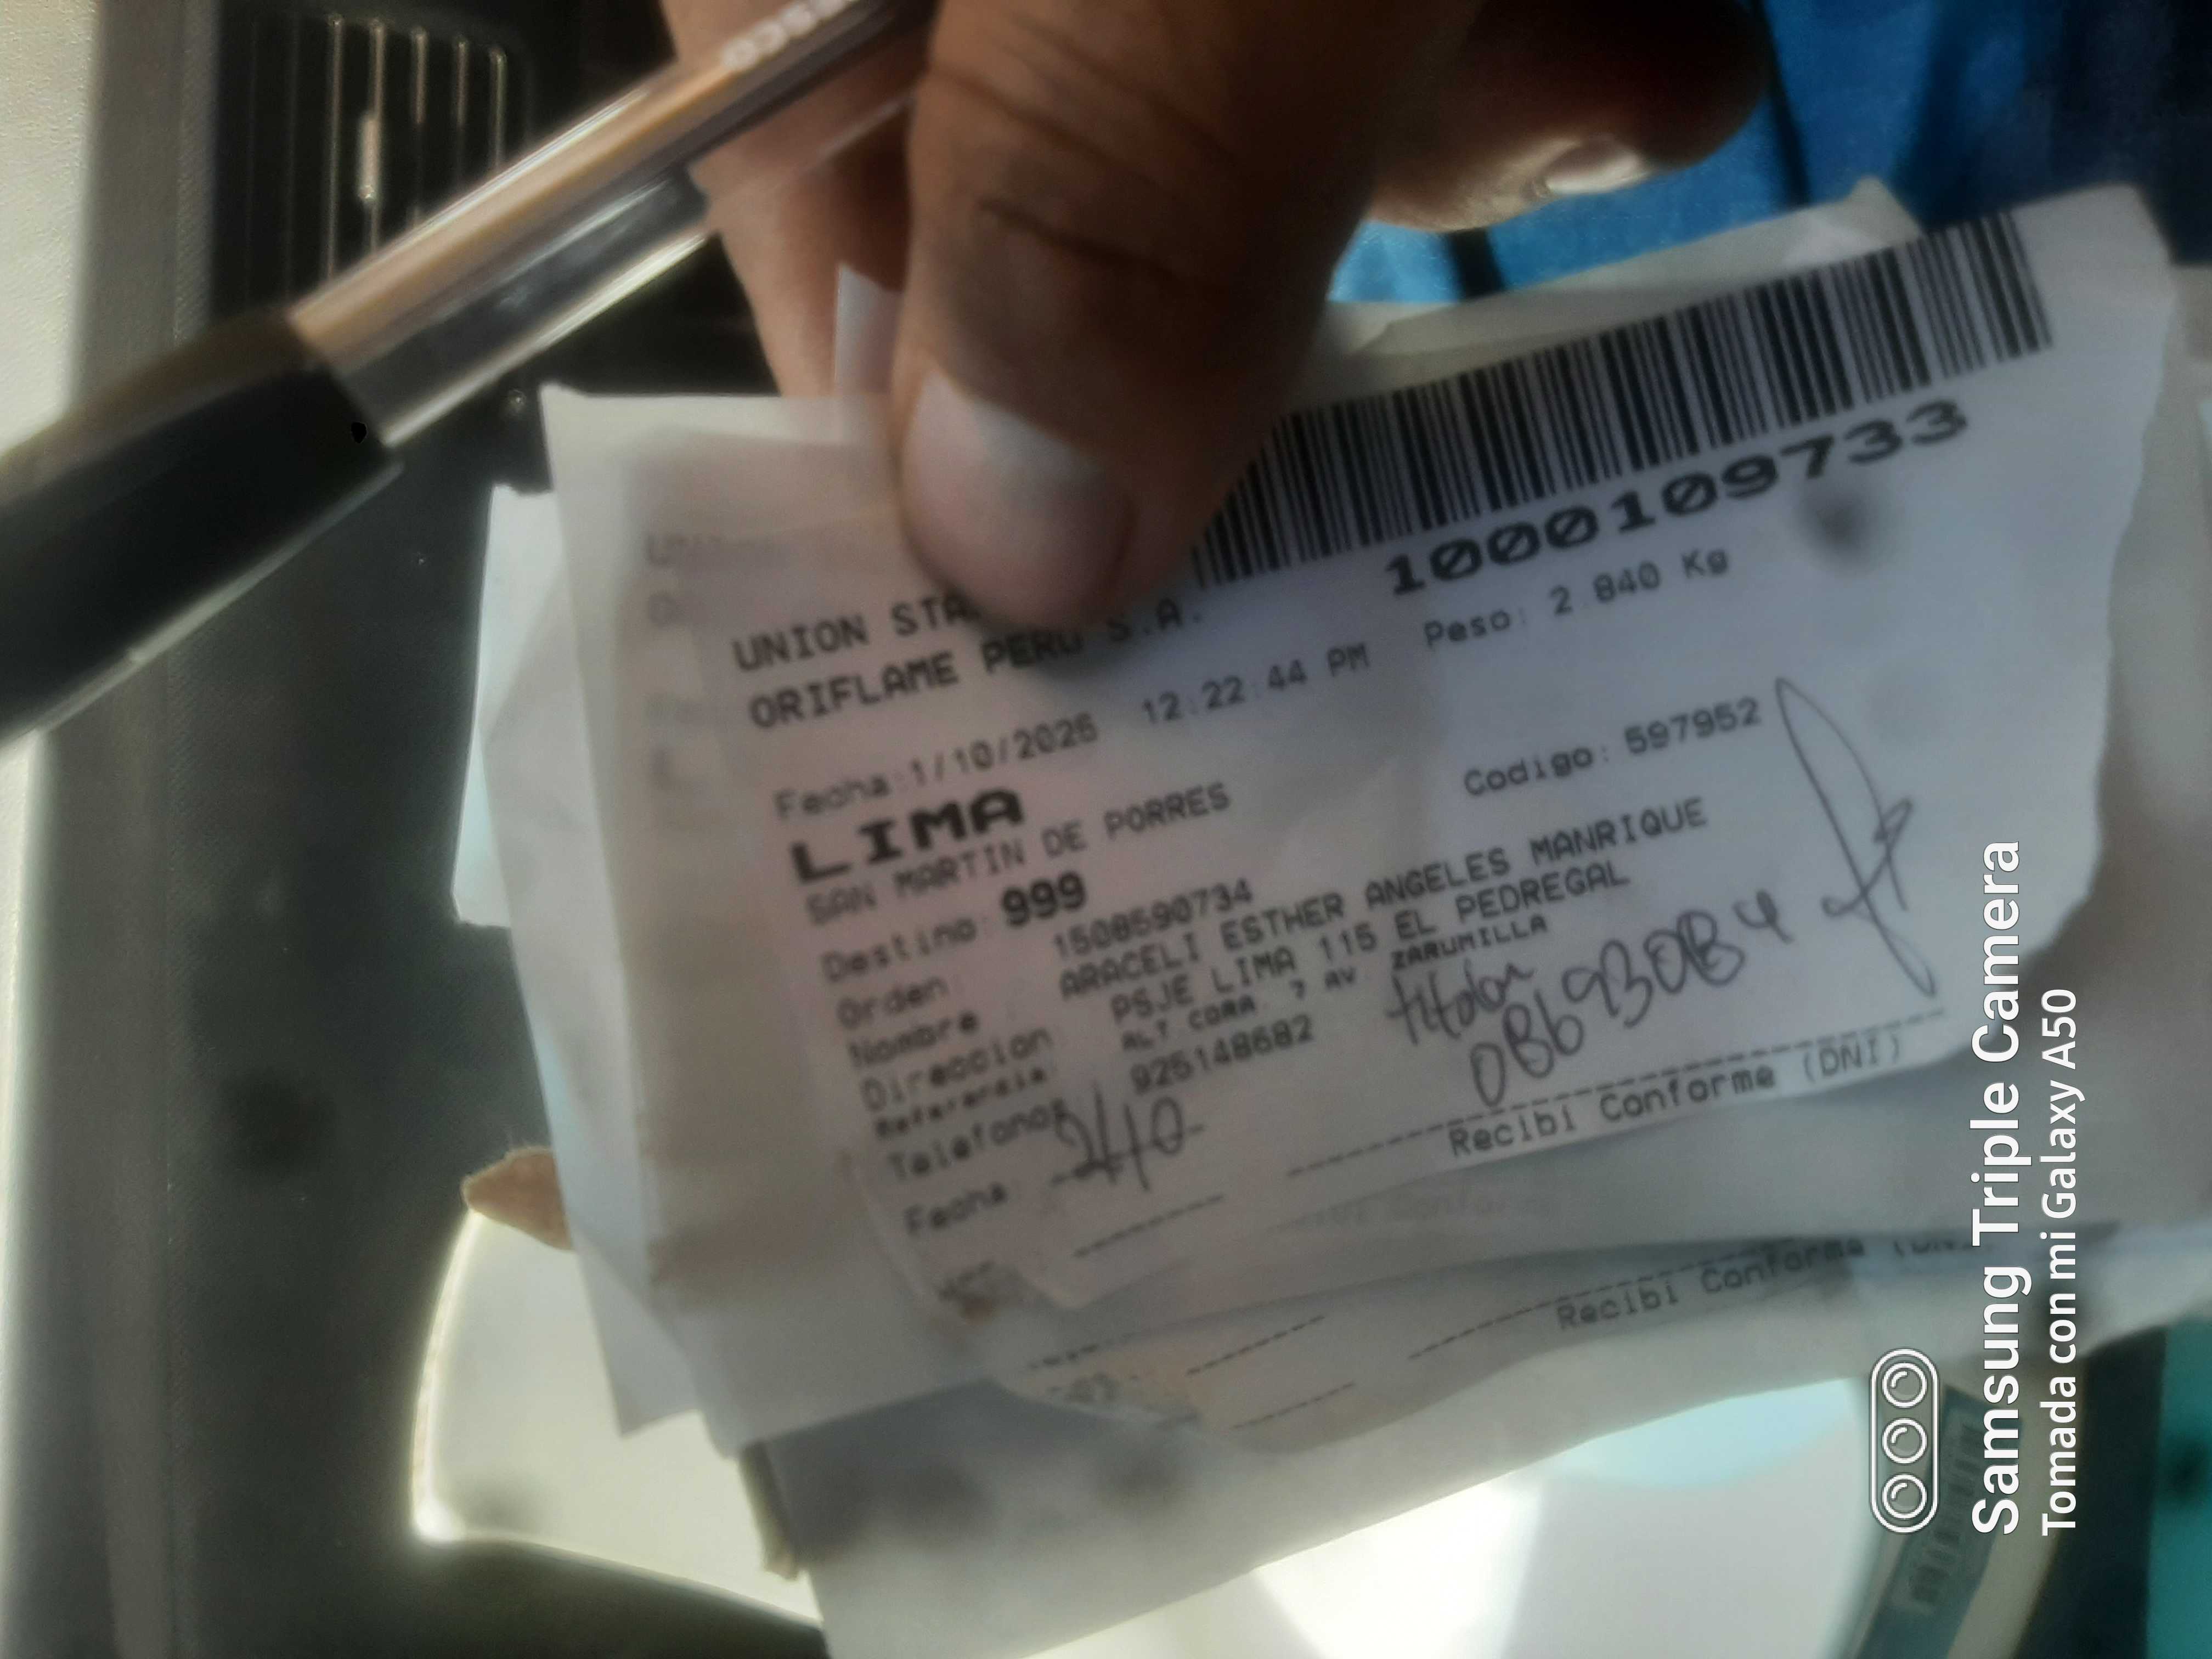 1000109733
UNION STA
ORIFLAME PERU S.A.
Peso: 2.840 Kg
Fecha: 1/10/2025 12:22:44 PM
LIMA
Codigo: 597952
SAN MARTIN DE PORRES
Destino: 999
Orden: 1508590734
Nombre: ARACELI ESTHER ANGELES MANRIQUE
Direccion: PSJE LIMA 115 EL PEDREGAL
Referencia: ALT CDRA. 7 AV. ZARUMILLA
Telefono: 925148682
titular
Fecha: 2/10
Recibi Conforme (DNI)
Recibi Conforme
Samsung Triple Camera
Tomada con mi Galaxy A50